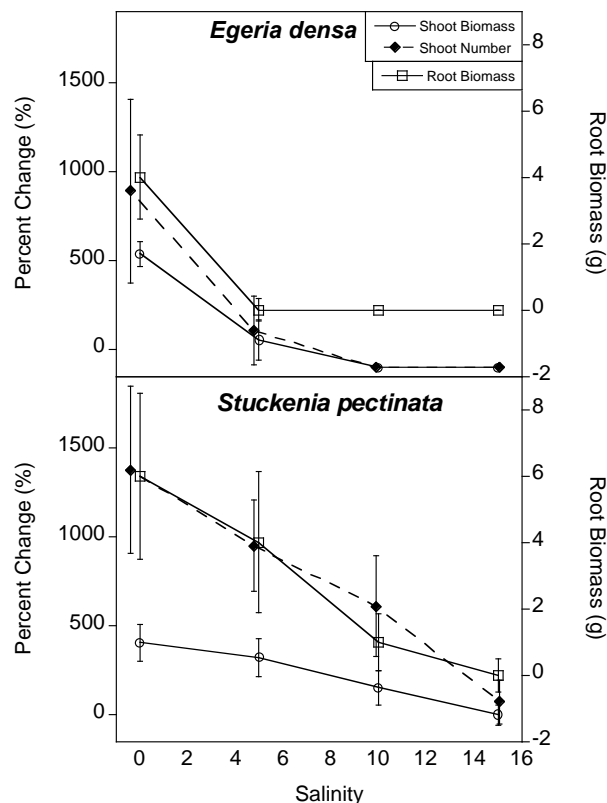 Egeria densa
Shoot Biomass
Shoot Number
Root Biomass
Percent Change (%)
1500
1000
500
0
8
6
4
2
0
-2
Root Biomass (g)
Stuckenia pectinata
Percent Change (%)
1500
1000
500
0
8
6
4
2
0
-2
Root Biomass (g)
0 2 4 6 8 10 12 14 16
Salinity